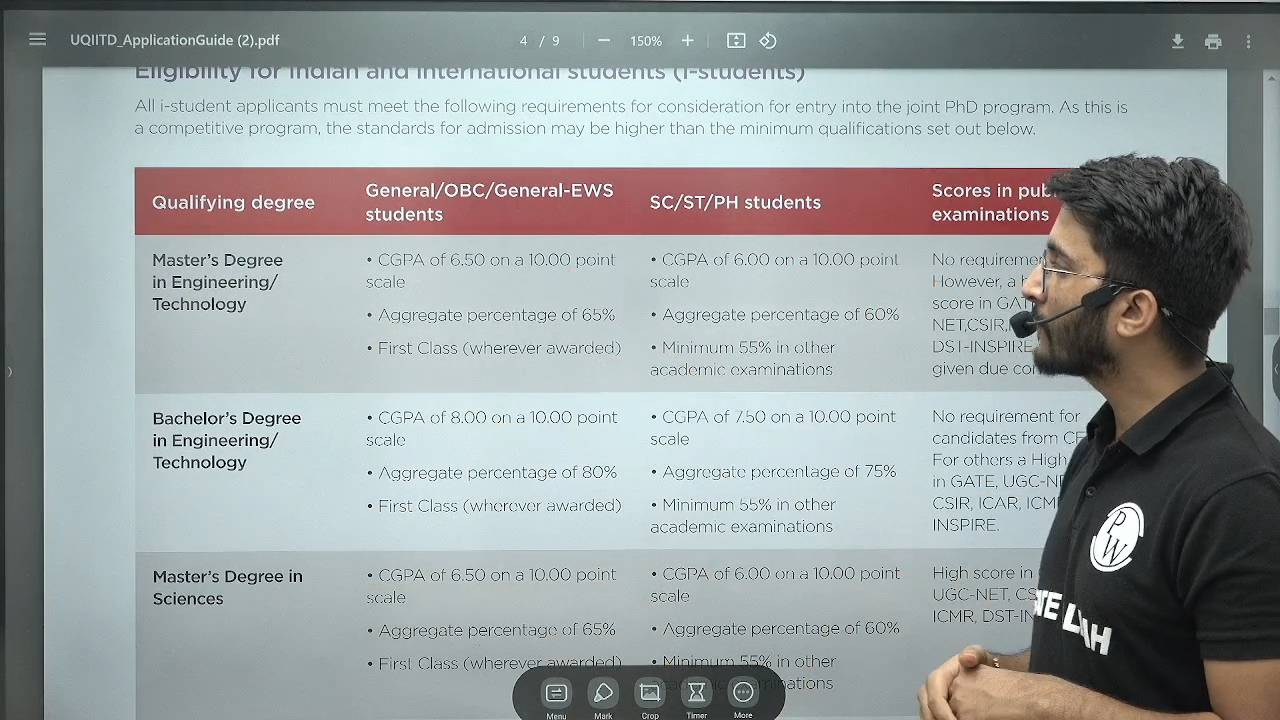 UQIITD_ApplicationGuide (2).pdf
4 / 9
150%
Eligibility for Indian and International students (i-students)
All i-student applicants must meet the following requirements for consideration for entry into the joint PhD program. As this is
a competitive program, the standards for admission may be higher than the minimum qualifications set out below.
Qualifying degree
General/OBC/General-EWS
students
SC/ST/PH students
Scores in
examinations
Master's Degree
in Engineering/
Technology
• CGPA of 6.50 on a 10.00 point
scale
• Aggregate percentage of 65%
• First Class (wherever awarded)
• CGPA of 6.00 on a 10.00 point
scale
• Aggregate percentage of 60%
• Minimum 55% in other
academic examinations
No
However, a
score in
NET,CSIR,
DST-INSPIRE
given due
Bachelor's Degree
in Engineering/
Technology
• CGPA of 8.00 on a 10.00 point
scale
• Aggregate percentage of 80%
• First Class (wherever awarded)
• CGPA of 7.50 on a 10.00 point
scale
• Aggregate percentage of 75%
• Minimum 55% in other
academic examinations
No requirement for
candidates from
For others a High
in GATE,
CSIR, ICAR,
INSPIRE.
Master's Degree in
Sciences
• CGPA of 6.50 on a 10.00 point
scale
• Aggregate percentage of 65%
• First Class (wherever awarded)
• CGPA of 6.00 on a 10.00 point
scale
• Aggregate percentage of 60%
• Minimum 55% in other
High score in
UGC-NET,
ICMR,
PW
Menu
Mark
Crop
Timer
More